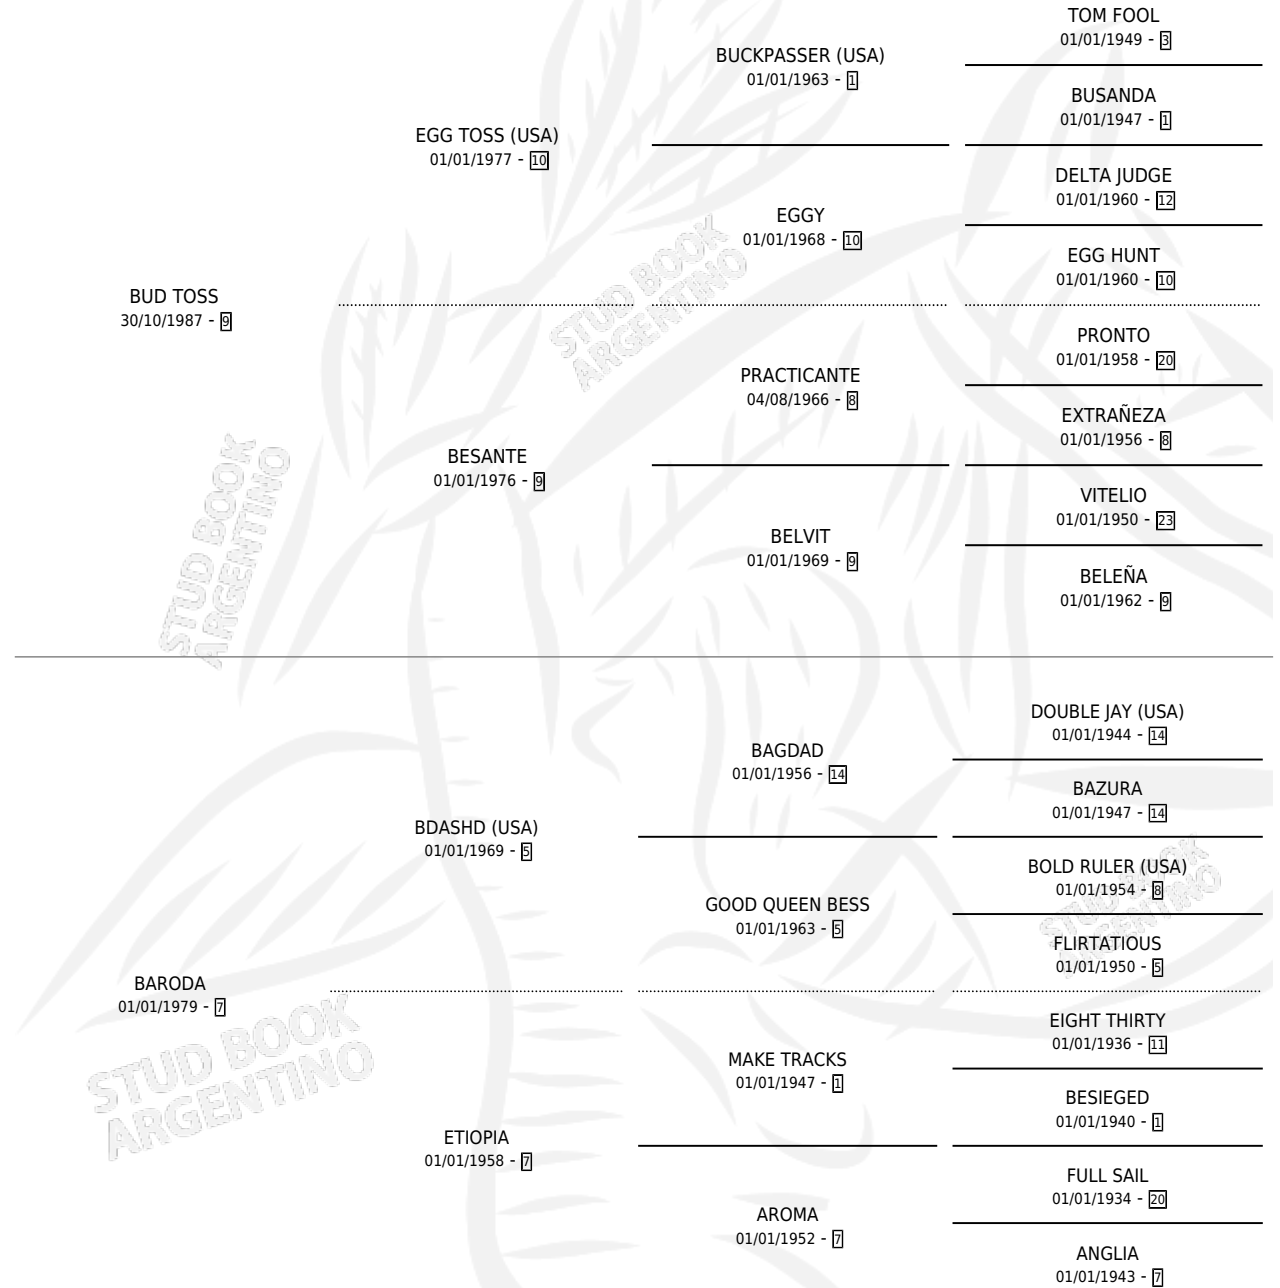 TOM FOOL
01/01/1949 - 3
BUCKPASSER (USA)
01/01/1963 - 1
BUSANDA
01/01/1947 - 1
EGG TOSS (USA)
01/01/1977 - 10
DELTA JUDGE
01/01/1960 - 12
EGGY
01/01/1968 - 10
EGG HUNT
01/01/1960 - 10
STUD BOOK
ARGENTINO
BUD TOSS
30/10/1987 - 9
PRONTO
01/01/1958 - 20
PRACTICANTE
04/08/1966 - 8
EXTRAÑEZA
01/01/1956 - 8
BESANTE
01/01/1976 - 9
VITELIO
01/01/1950 - 23
BELVIT
01/01/1969 - 9
BELEÑA
01/01/1962 - 9
STUD BOOK
ARGENTINO
DOUBLE JAY (USA)
01/01/1944 - 14
BAGDAD
01/01/1956 - 14
BAZURA
01/01/1947 - 14
BDASHD (USA)
01/01/1969 - 5
BOLD RULER (USA)
01/01/1954 - 8
GOOD QUEEN BESS
01/01/1963 - 5
FLIRTATIOUS
01/01/1950 - 5
STUD BOOK
ARGENTINO
BARODA
01/01/1979 - 7
EIGHT THIRTY
01/01/1936 - 11
MAKE TRACKS
01/01/1947 - 1
BESIEGED
01/01/1940 - 1
STUD BOOK
ARGENTINO
ETIOPIA
01/01/1958 - 7
FULL SAIL
01/01/1934 - 20
AROMA
01/01/1952 - 7
ANGLIA
01/01/1943 - 7